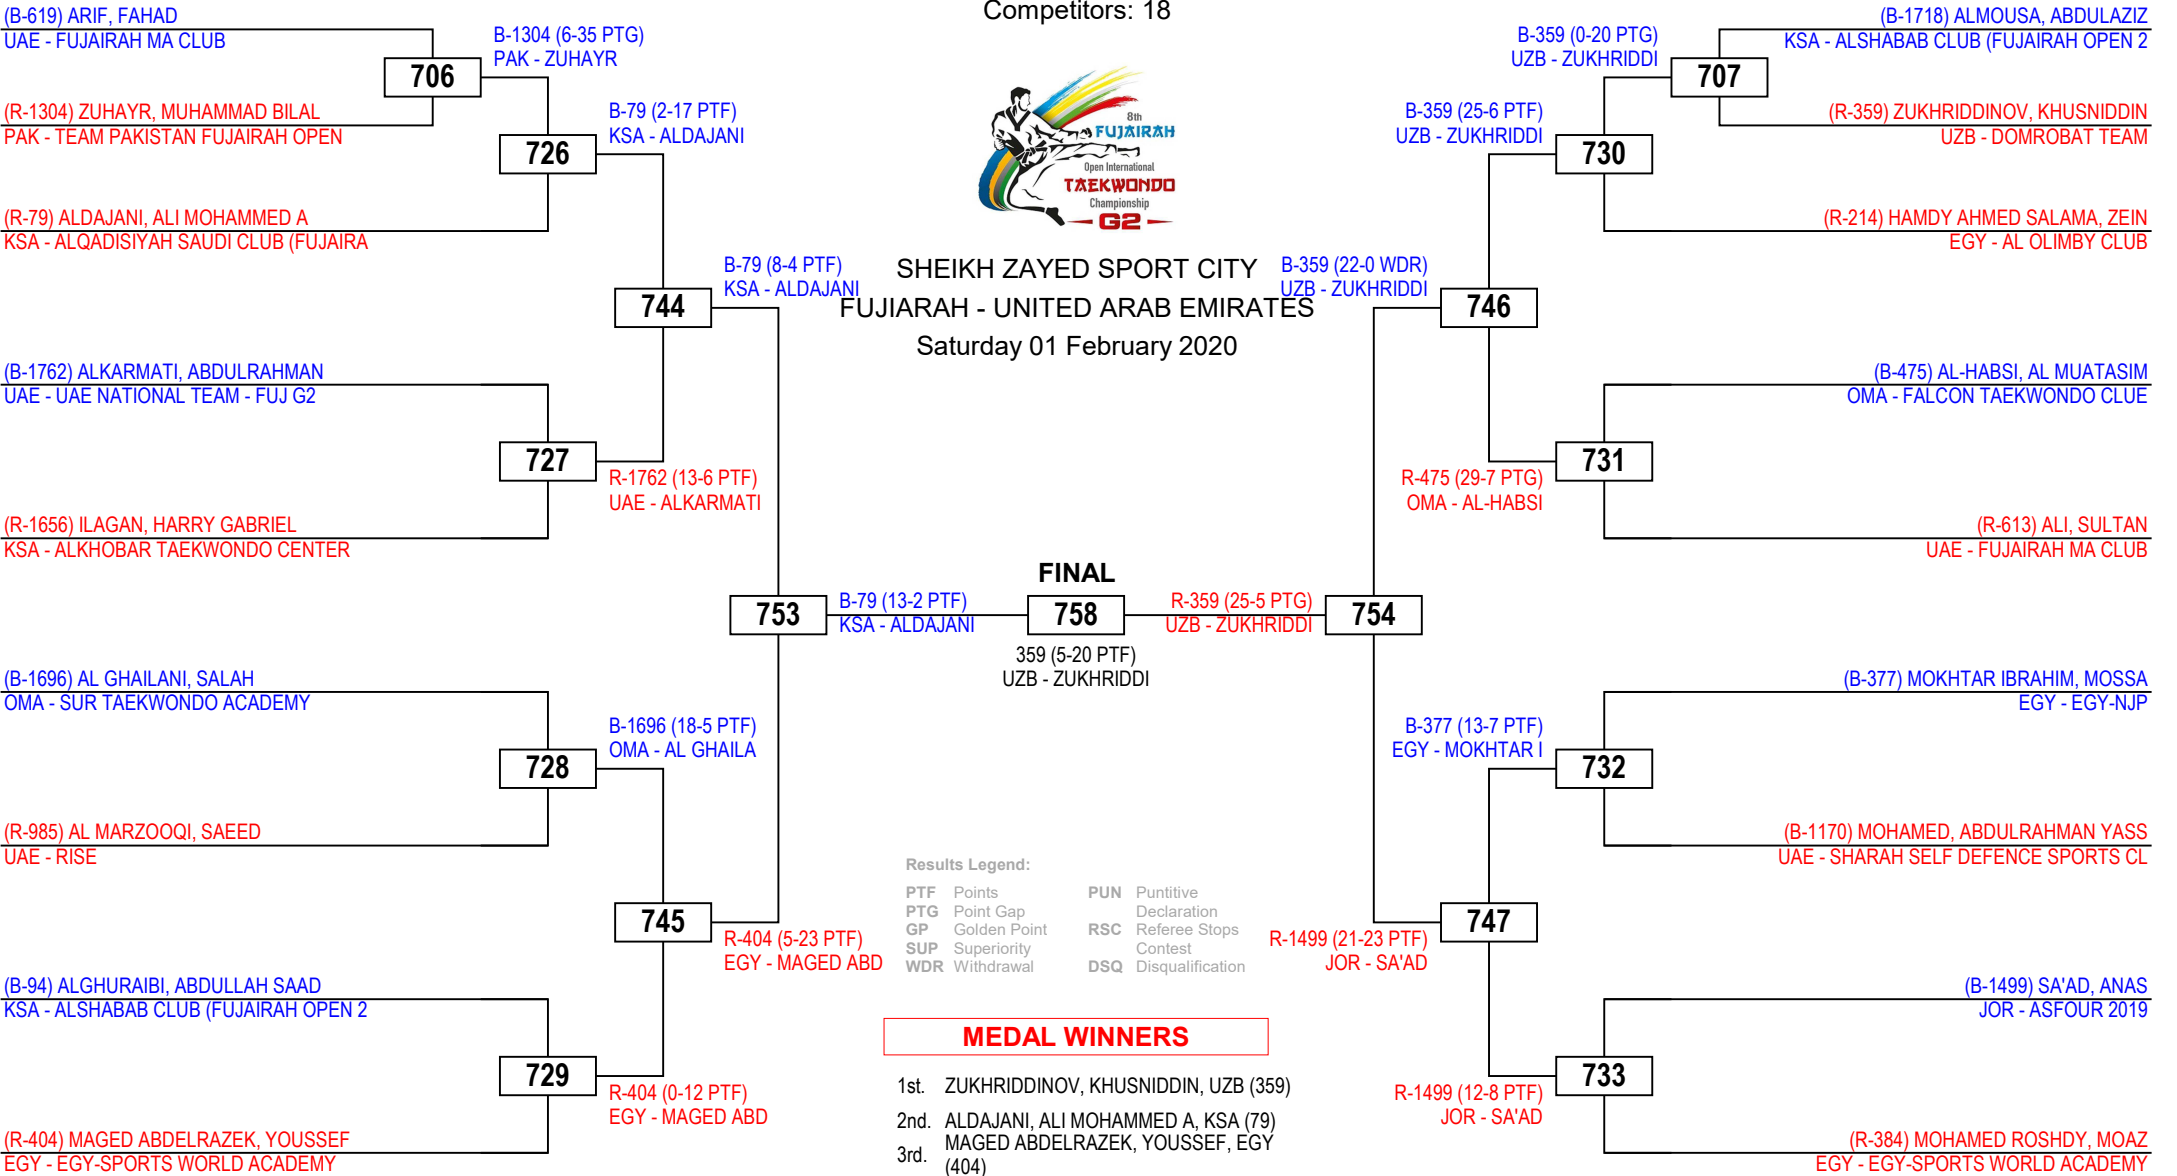 Competitors: 18
8th
FUJAIRAH
Open International
TAEKWONDO
Championship
G2
SHEIKH ZAYED SPORT CITY
FUJIARAH - UNITED ARAB EMIRATES
Saturday 01 February 2020
(B-619) ARIF, FAHAD
UAE - FUJAIRAH MA CLUB
706
(R-1304) ZUHAYR, MUHAMMAD BILAL
PAK - TEAM PAKISTAN FUJAIRAH OPEN
B-1304 (6-35 PTG)
PAK - ZUHAYR
726
(R-79) ALDAJANI, ALI MOHAMMED A
KSA - ALQADISIYAH SAUDI CLUB (FUJAIRA
B-79 (2-17 PTF)
KSA - ALDAJANI
744
B-79 (8-4 PTF)
KSA - ALDAJANI
(B-1762) ALKARMATI, ABDULRAHMAN
UAE - UAE NATIONAL TEAM - FUJ G2
727
R-1762 (13-6 PTF)
UAE - ALKARMATI
(R-1656) ILAGAN, HARRY GABRIEL
KSA - ALKHOBAR TAEKWONDO CENTER
753
B-79 (13-2 PTF)
KSA - ALDAJANI
(B-1696) AL GHAILANI, SALAH
OMA - SUR TAEKWONDO ACADEMY
728
B-1696 (18-5 PTF)
OMA - AL GHAILA
(R-985) AL MARZOOQI, SAEED
UAE - RISE
745
R-404 (5-23 PTF)
EGY - MAGED ABD
(B-94) ALGHURAIBI, ABDULLAH SAAD
KSA - ALSHABAB CLUB (FUJAIRAH OPEN 2
729
R-404 (0-12 PTF)
EGY - MAGED ABD
(R-404) MAGED ABDELRAZEK, YOUSSEF
EGY - EGY-SPORTS WORLD ACADEMY
FINAL
758
359 (5-20 PTF)
UZB - ZUKHRIDDI
(B-1718) ALMOUSA, ABDULAZIZ
KSA - ALSHABAB CLUB (FUJAIRAH OPEN 2
B-359 (0-20 PTG)
UZB - ZUKHRIDDI
707
(R-359) ZUKHRIDDINOV, KHUSNIDDIN
UZB - DOMROBAT TEAM
B-359 (25-6 PTF)
UZB - ZUKHRIDDI
730
(R-214) HAMDY AHMED SALAMA, ZEIN
EGY - AL OLIMBY CLUB
B-359 (22-0 WDR)
UZB - ZUKHRIDDI
746
(B-475) AL-HABSI, AL MUATASIM
OMA - FALCON TAEKWONDO CLUE
731
R-475 (29-7 PTG)
OMA - AL-HABSI
(R-613) ALI, SULTAN
UAE - FUJAIRAH MA CLUB
R-359 (25-5 PTG)
UZB - ZUKHRIDDI
754
(B-377) MOKHTAR IBRAHIM, MOSSA
EGY - EGY-NJP
B-377 (13-7 PTF)
EGY - MOKHTAR I
732
(B-1170) MOHAMED, ABDULRAHMAN YASS
UAE - SHARAH SELF DEFENCE SPORTS CL
747
R-1499 (21-23 PTF)
JOR - SA'AD
(B-1499) SA'AD, ANAS
JOR - ASFOUR 2019
733
R-1499 (12-8 PTF)
JOR - SA'AD
(R-384) MOHAMED ROSHDY, MOAZ
EGY - EGY-SPORTS WORLD ACADEMY
Results Legend:
PTF Points
PTG Point Gap
GP Golden Point
SUP Superiority
WDR Withdrawal
PUN Puntitive
Declaration
RSC Referee Stops
Contest
DSQ Disqualification
MEDAL WINNERS
1st. ZUKHRIDDINOV, KHUSNIDDIN, UZB (359)
2nd. ALDAJANI, ALI MOHAMMED A, KSA (79)
3rd. MAGED ABDELRAZEK, YOUSSEF, EGY
(404)